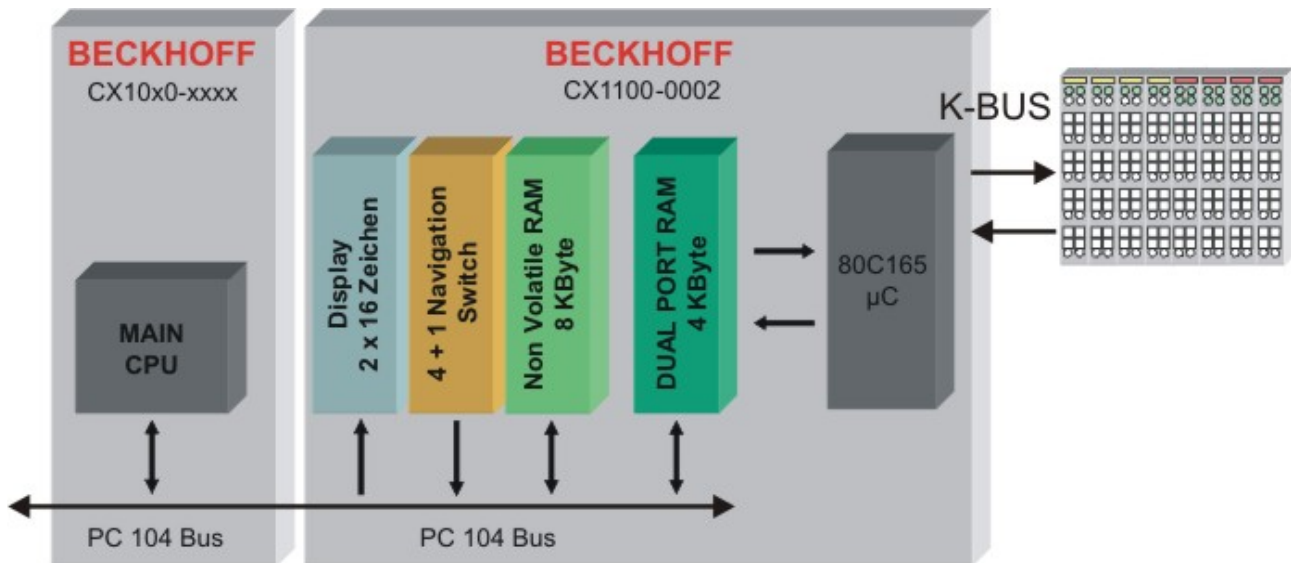 BECKHOFF
CX10x0-xxxx
MAIN
CPU
PC 104 Bus
BECKHOFF
CX1100-0002
Display
2 x 16 Zeichen
4 + 1 Navigation
Switch
Non Volatile RAM
8 KByte
DUAL PORT RAM
4 KByte
80C165
µC
PC 104 Bus
K-BUS